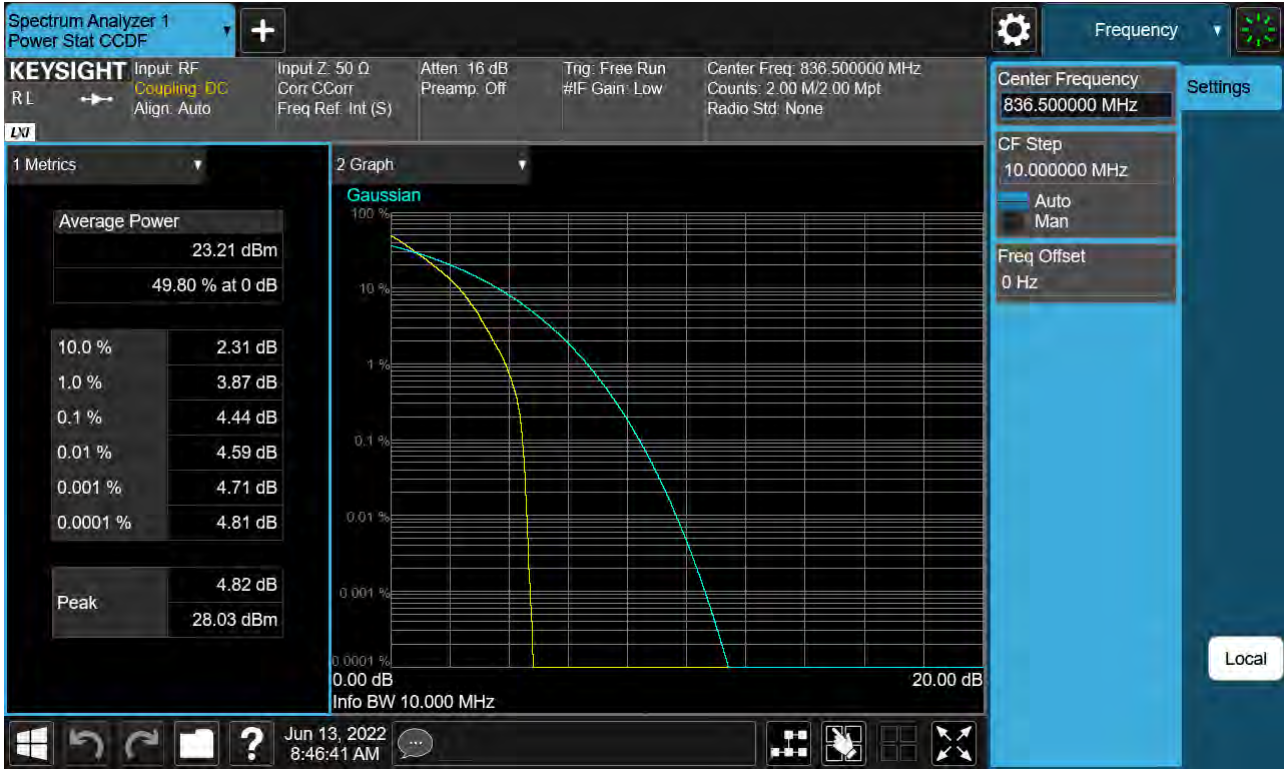 Spectrum Analyzer 1
Power Stat CCDF
Frequency
KEYSIGHT
R L
LXI
Input: RF
Coupling: DC
Align: Auto
Input Z: 50 Ω
Corr CCorr
Freq Ref: Int (S)
Atten: 16 dB
Preamp: Off
Trig: Free Run
#IF Gain: Low
Center Freq: 836.500000 MHz
Counts: 2.00 M/2.00 Mpt
Radio Std: None
Center Frequency
836.500000 MHz
Settings
CF Step
10.000000 MHz
Auto
Man
Freq Offset
0 Hz
1 Metrics
Average Power
23.21 dBm
49.80 % at 0 dB
10.0 % 2.31 dB
1.0 % 3.87 dB
0.1 % 4.44 dB
0.01 % 4.59 dB
0.001 % 4.71 dB
0.0001 % 4.81 dB
Peak
4.82 dB
28.03 dBm
2 Graph
Gaussian
100 %
10 %
1 %
0.1 %
0.01 %
0.001 %
0.0001 %
0.00 dB 20.00 dB
Info BW 10.000 MHz
Local
?
Jun 13, 2022
8:46:41 AM